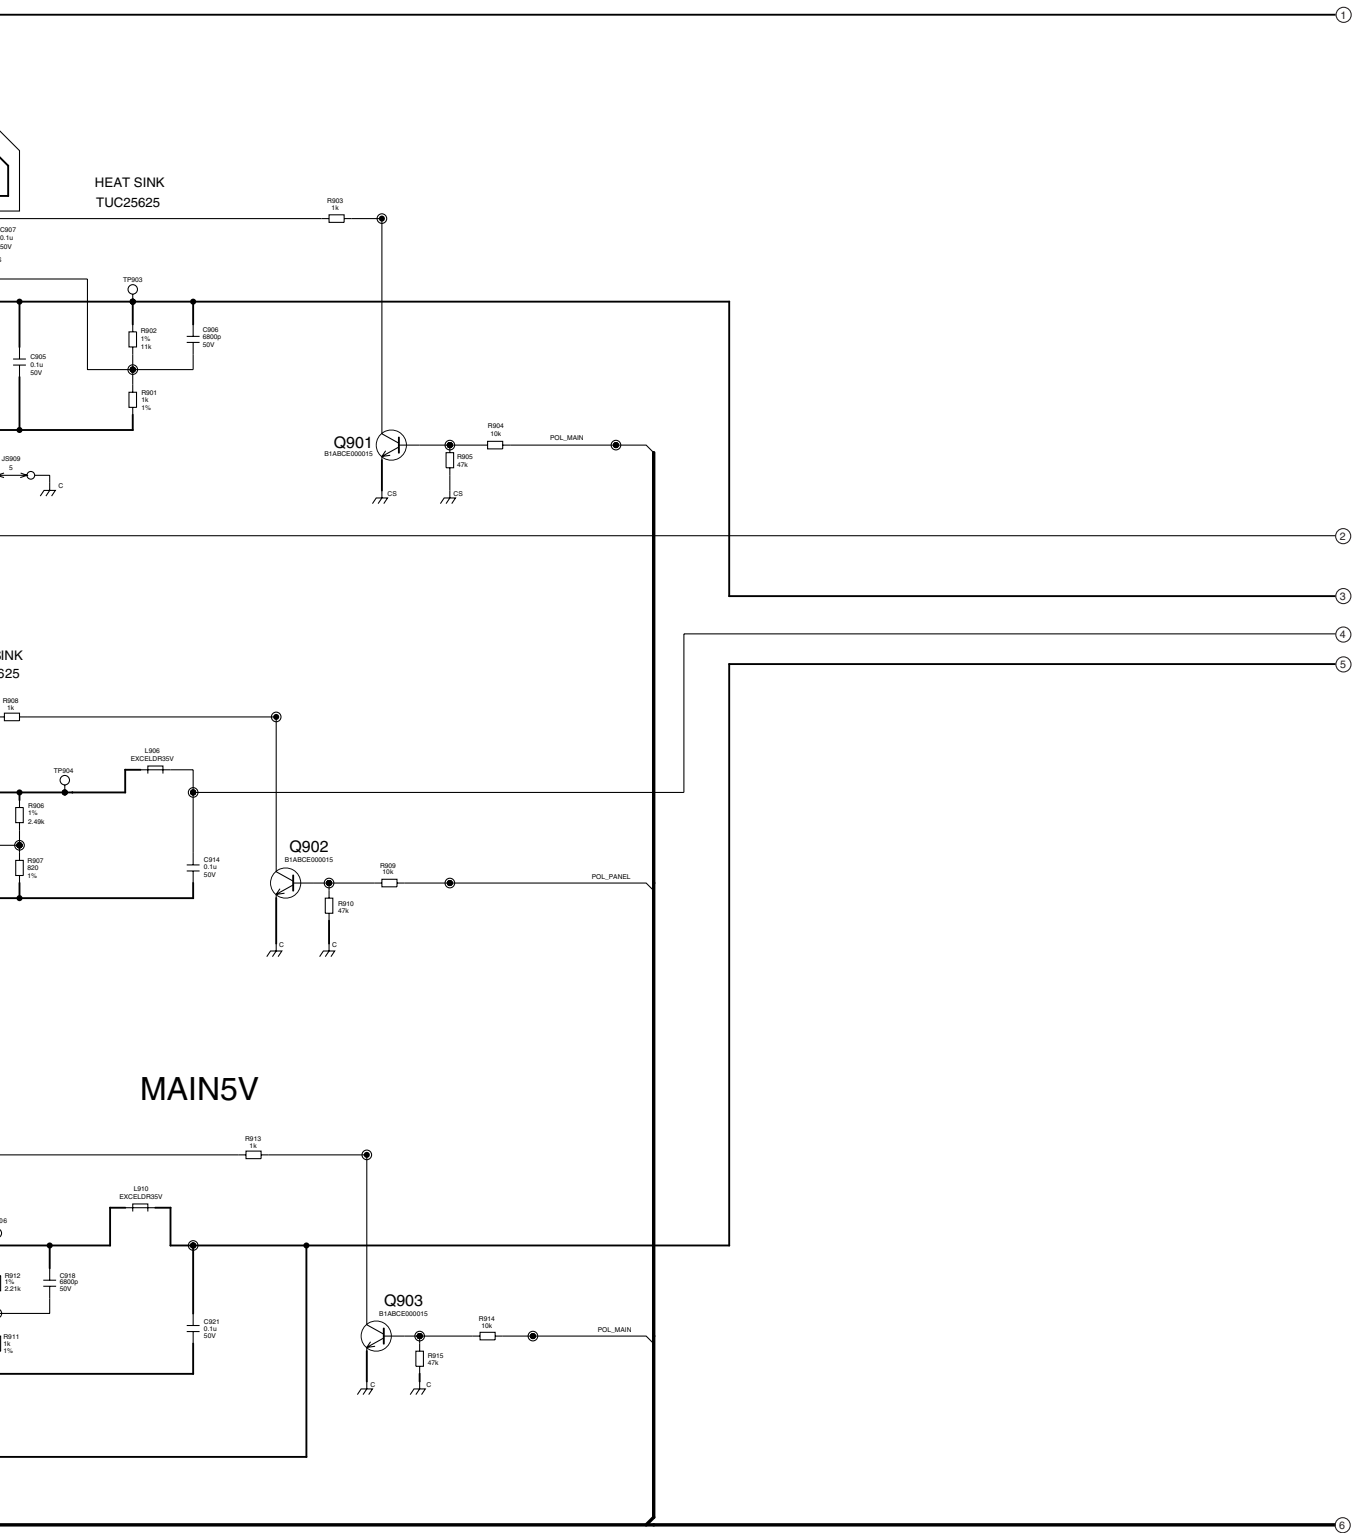 1
HEAT SINK
TUC25625
R903
1k
C907
0.1u
50V
TP903
R902
1%
11k
C906
6800p
50V
C905
0.1u
50V
R901
1k
1%
Q901
B1ABCE000015
R904
10k
POL_MAIN
R905
47k
JS909
5
C
CS
CS
2
3
4
5
SINK
625
R908
1k
L906
EXCELDR35V
TP904
R906
1%
2.49k
Q902
B1ABCE000015
R907
820
1%
C914
0.1u
50V
R909
10k
POL_PANEL
R910
47k
C
C
MAIN5V
R913
1k
L910
EXCELDR35V
06
R912
1%
2.21k
C918
6800p
50V
Q903
B1ABCE000015
C921
0.1u
50V
R914
10k
POL_MAIN
R911
1k
1%
R915
47k
C
C
6